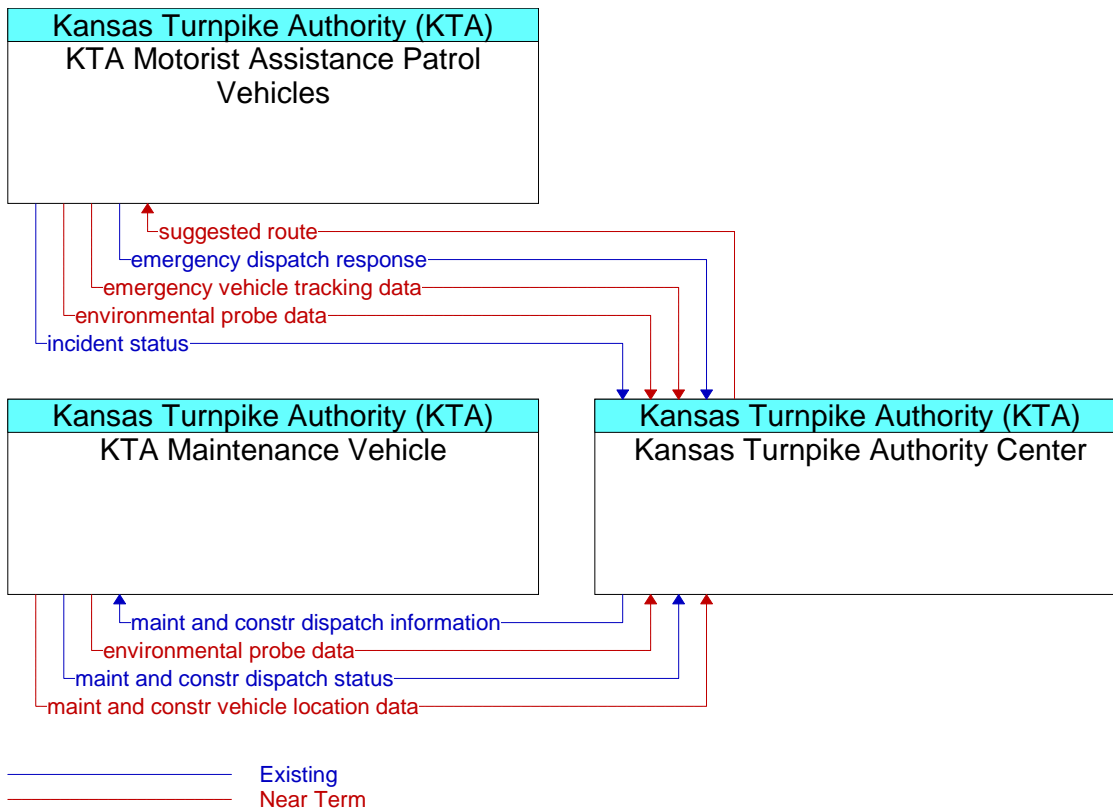 Kansas Turnpike Authority (KTA)
KTA Motorist Assistance Patrol
Vehicles
suggested route
emergency dispatch response
emergency vehicle tracking data
environmental probe data
incident status
Kansas Turnpike Authority (KTA)
KTA Maintenance Vehicle
Kansas Turnpike Authority (KTA)
Kansas Turnpike Authority Center
maint and constr dispatch information
environmental probe data
maint and constr dispatch status
maint and constr vehicle location data
Existing
Near Term